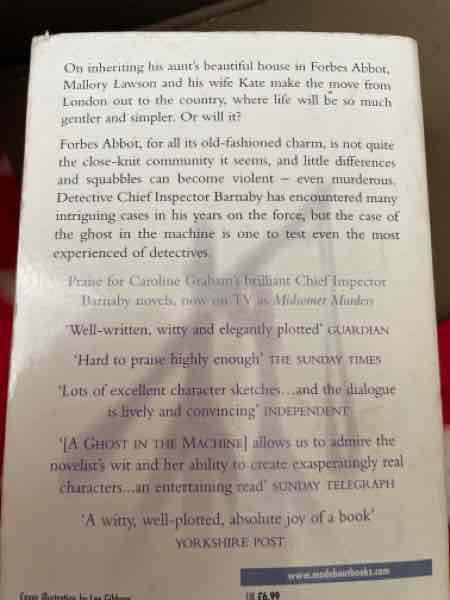 On inheriting his aunt's beautiful house in Forbes Abbot,
Mallory Lawson and his wife Kate make the move from
London out to the country, where life will be so much
gentler and simpler. Or will it?
Forbes Abbot, for all its old-fashioned charm, is not quite
the close-knit community it seems, and little differences
and squabbles can become violent – even murderous.
Detective Chief Inspector Barnaby has encountered many
intriguing cases in his years on the force, but the case of
the ghost in the machine is one to test even the most
experienced of detectives.
Praise for Caroline Graham's brilliant Chief Inspector
Barnaby novels, now on TV as Midsomer Murders
'Well-written, witty and elegantly plotted' GUARDIAN
'Hard to praise highly enough' THE SUNDAY TIMES
'Lots of excellent character sketches...and the dialogue
is lively and convincing' INDEPENDENT
'[A GHOST IN THE MACHINE] allows us to admire the
novelist's wit and her ability to create exasperatingly real
characters...an entertaining read' SUNDAY TELEGRAPH
'A witty, well-plotted, absolute joy of a book'
YORKSHIRE POST
www.madaboutbooks.com
Cover illustration by Lee Gibbons
UK £6.99